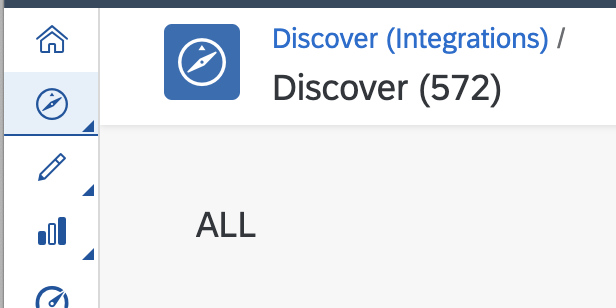 Discover (Integrations) /
Discover (572)
ALL